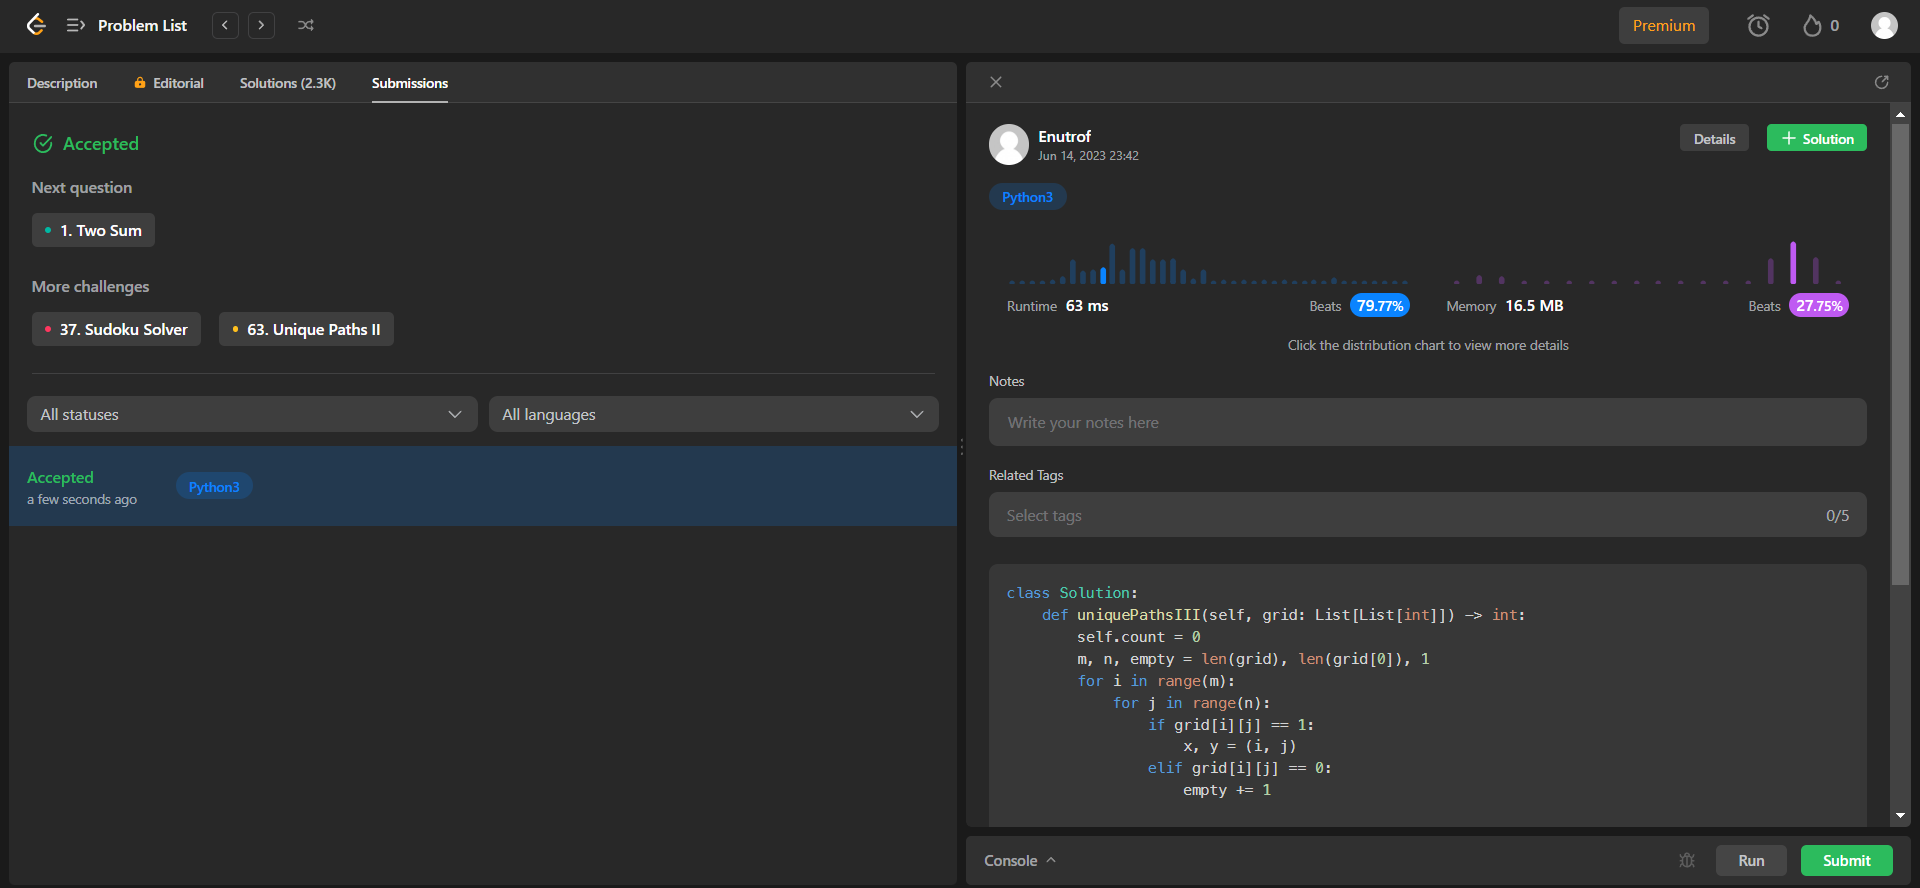 Problem List
Premium
0
Description
Editorial
Solutions (2.3K)
Submissions
Accepted
Next question
1. Two Sum
More challenges
37. Sudoku Solver
63. Unique Paths II
All statuses
All languages
Accepted
a few seconds ago
Python3
Enutrof
Jun 14, 2023 23:42
Details
Solution
Python3
Runtime 63 ms
Beats 79.77%
Memory 16.5 MB
Beats 27.75%
Click the distribution chart to view more details
Notes
Write your notes here
Related Tags
Select tags
0/5
class Solution:
    def uniquePathsIII(self, grid: List[List[int]]) -> int:
        self.count = 0
        m, n, empty = len(grid), len(grid[0]), 1
        for i in range(m):
            for j in range(n):
                if grid[i][j] == 1:
                    x, y = (i, j)
                elif grid[i][j] == 0:
                    empty += 1
Console
Run
Submit